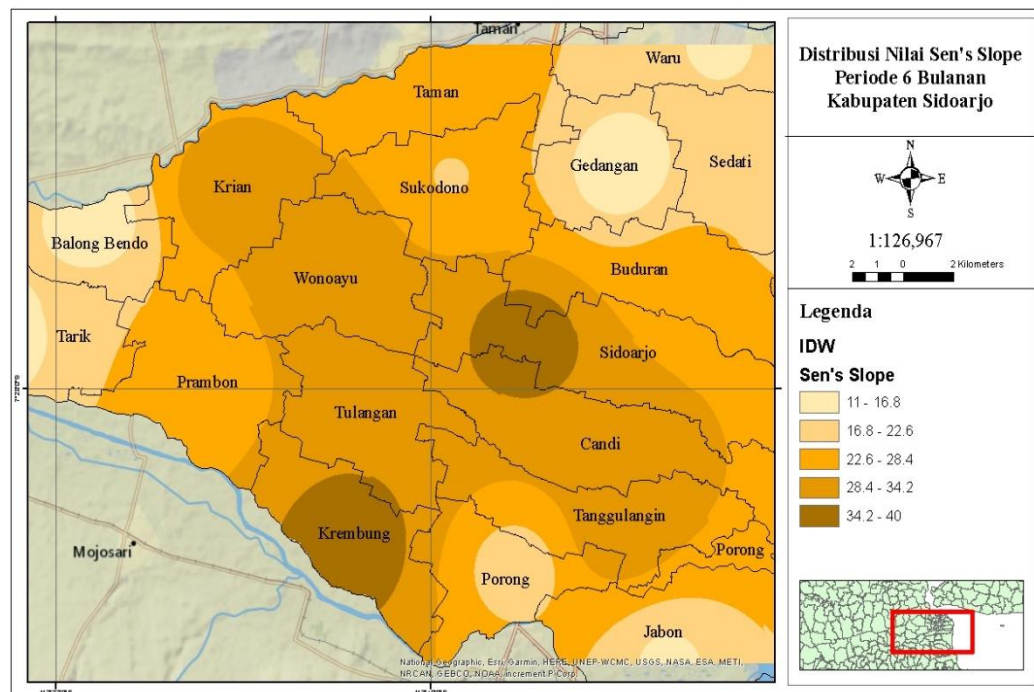 Taman
Waru
Taman
Gedangan
Sedati
Krian
Sukodono
Balong Bendo
Wonoayu
Buduran
Tarik
Sidoarjo
Prambon
Tulangan
Candi
Tanggulangin
Krembung
Porong
Mojosari
Porong
Jabon
National Geographic, Esri, Garmin, HERE, UNEP-WCMC, USGS, NASA, ESA, METI,
NRCAN, GEBCO, NOAA, increment P Corp.
Distribusi Nilai Sen's Slope
Periode 6 Bulanan
Kabupaten Sidoarjo
N
W E
S
1:126,967
2 1 0 2 Kilometers
Legenda
IDW
Sen's Slope
11 - 16.8
16.8 - 22.6
22.6 - 28.4
28.4 - 34.2
34.2 - 40